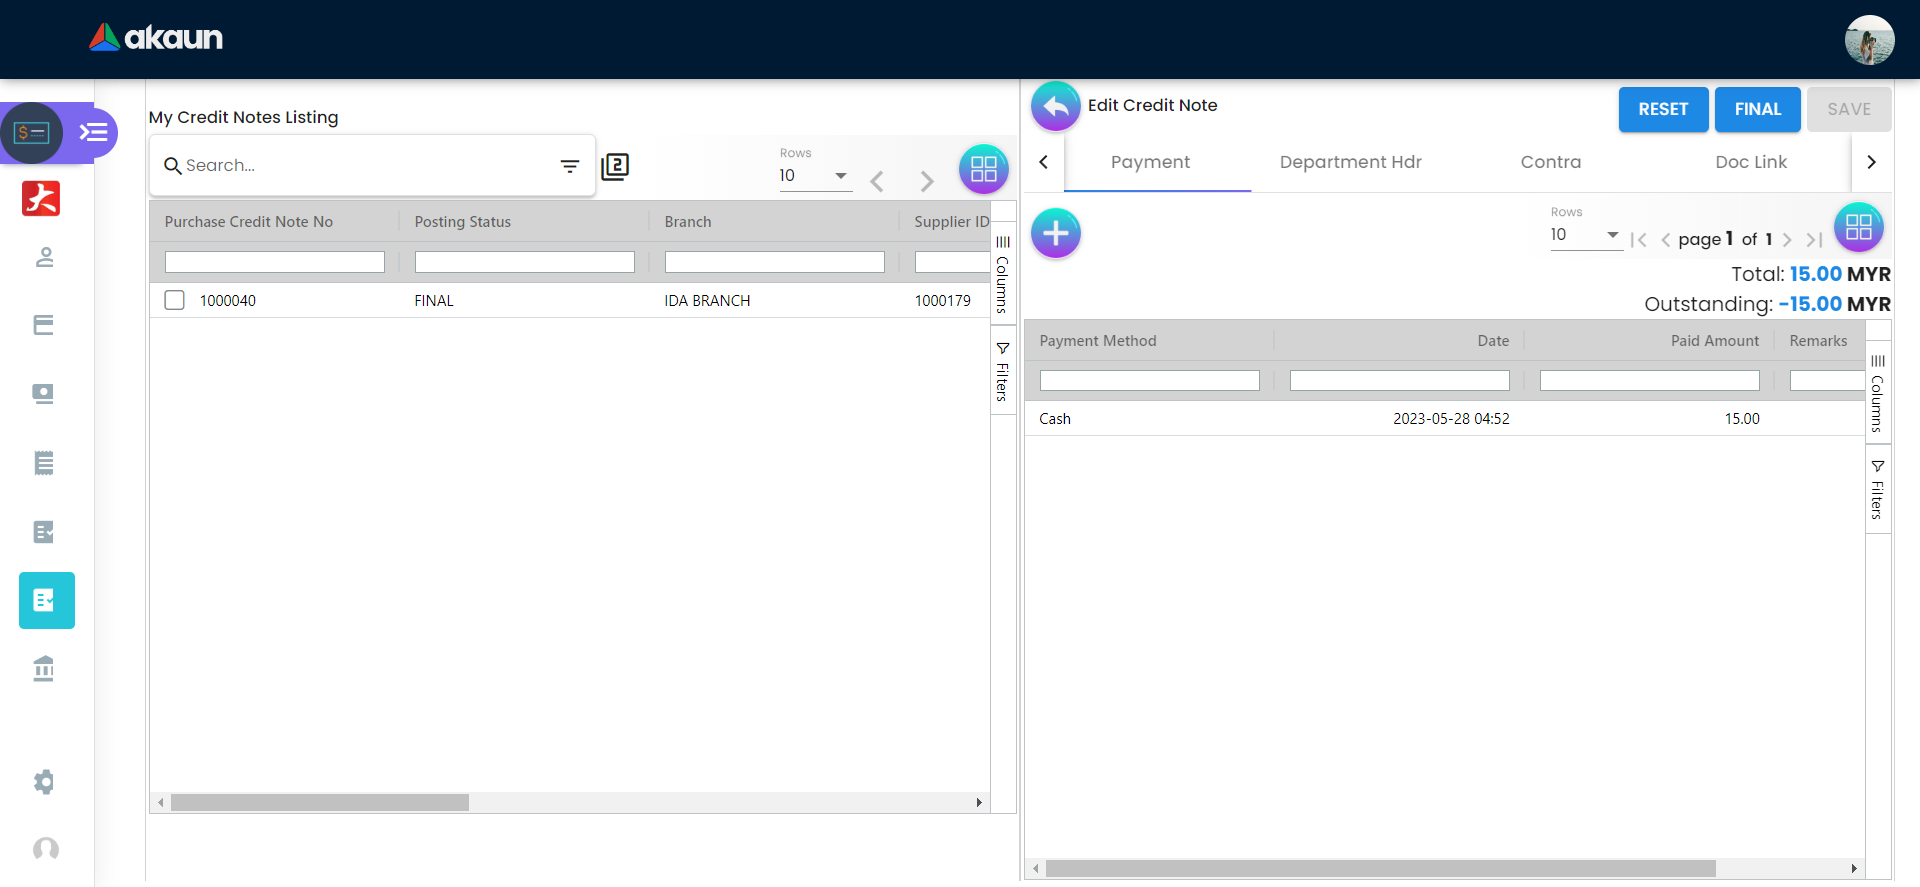 akaun
My Credit Notes Listing
Search...
2
Rows
10
Purchase Credit Note No
Posting Status
Branch
Supplier ID
1000040
FINAL
IDA BRANCH
1000179
Columns
Filters
Edit Credit Note
RESET
FINAL
SAVE
Payment
Department Hdr
Contra
Doc Link
Rows
10
page 1 of 1
Total: 15.00 MYR
Outstanding: -15.00 MYR
Payment Method
Date
Paid Amount
Remarks
Cash
2023-05-28 04:52
15.00
Columns
Filters